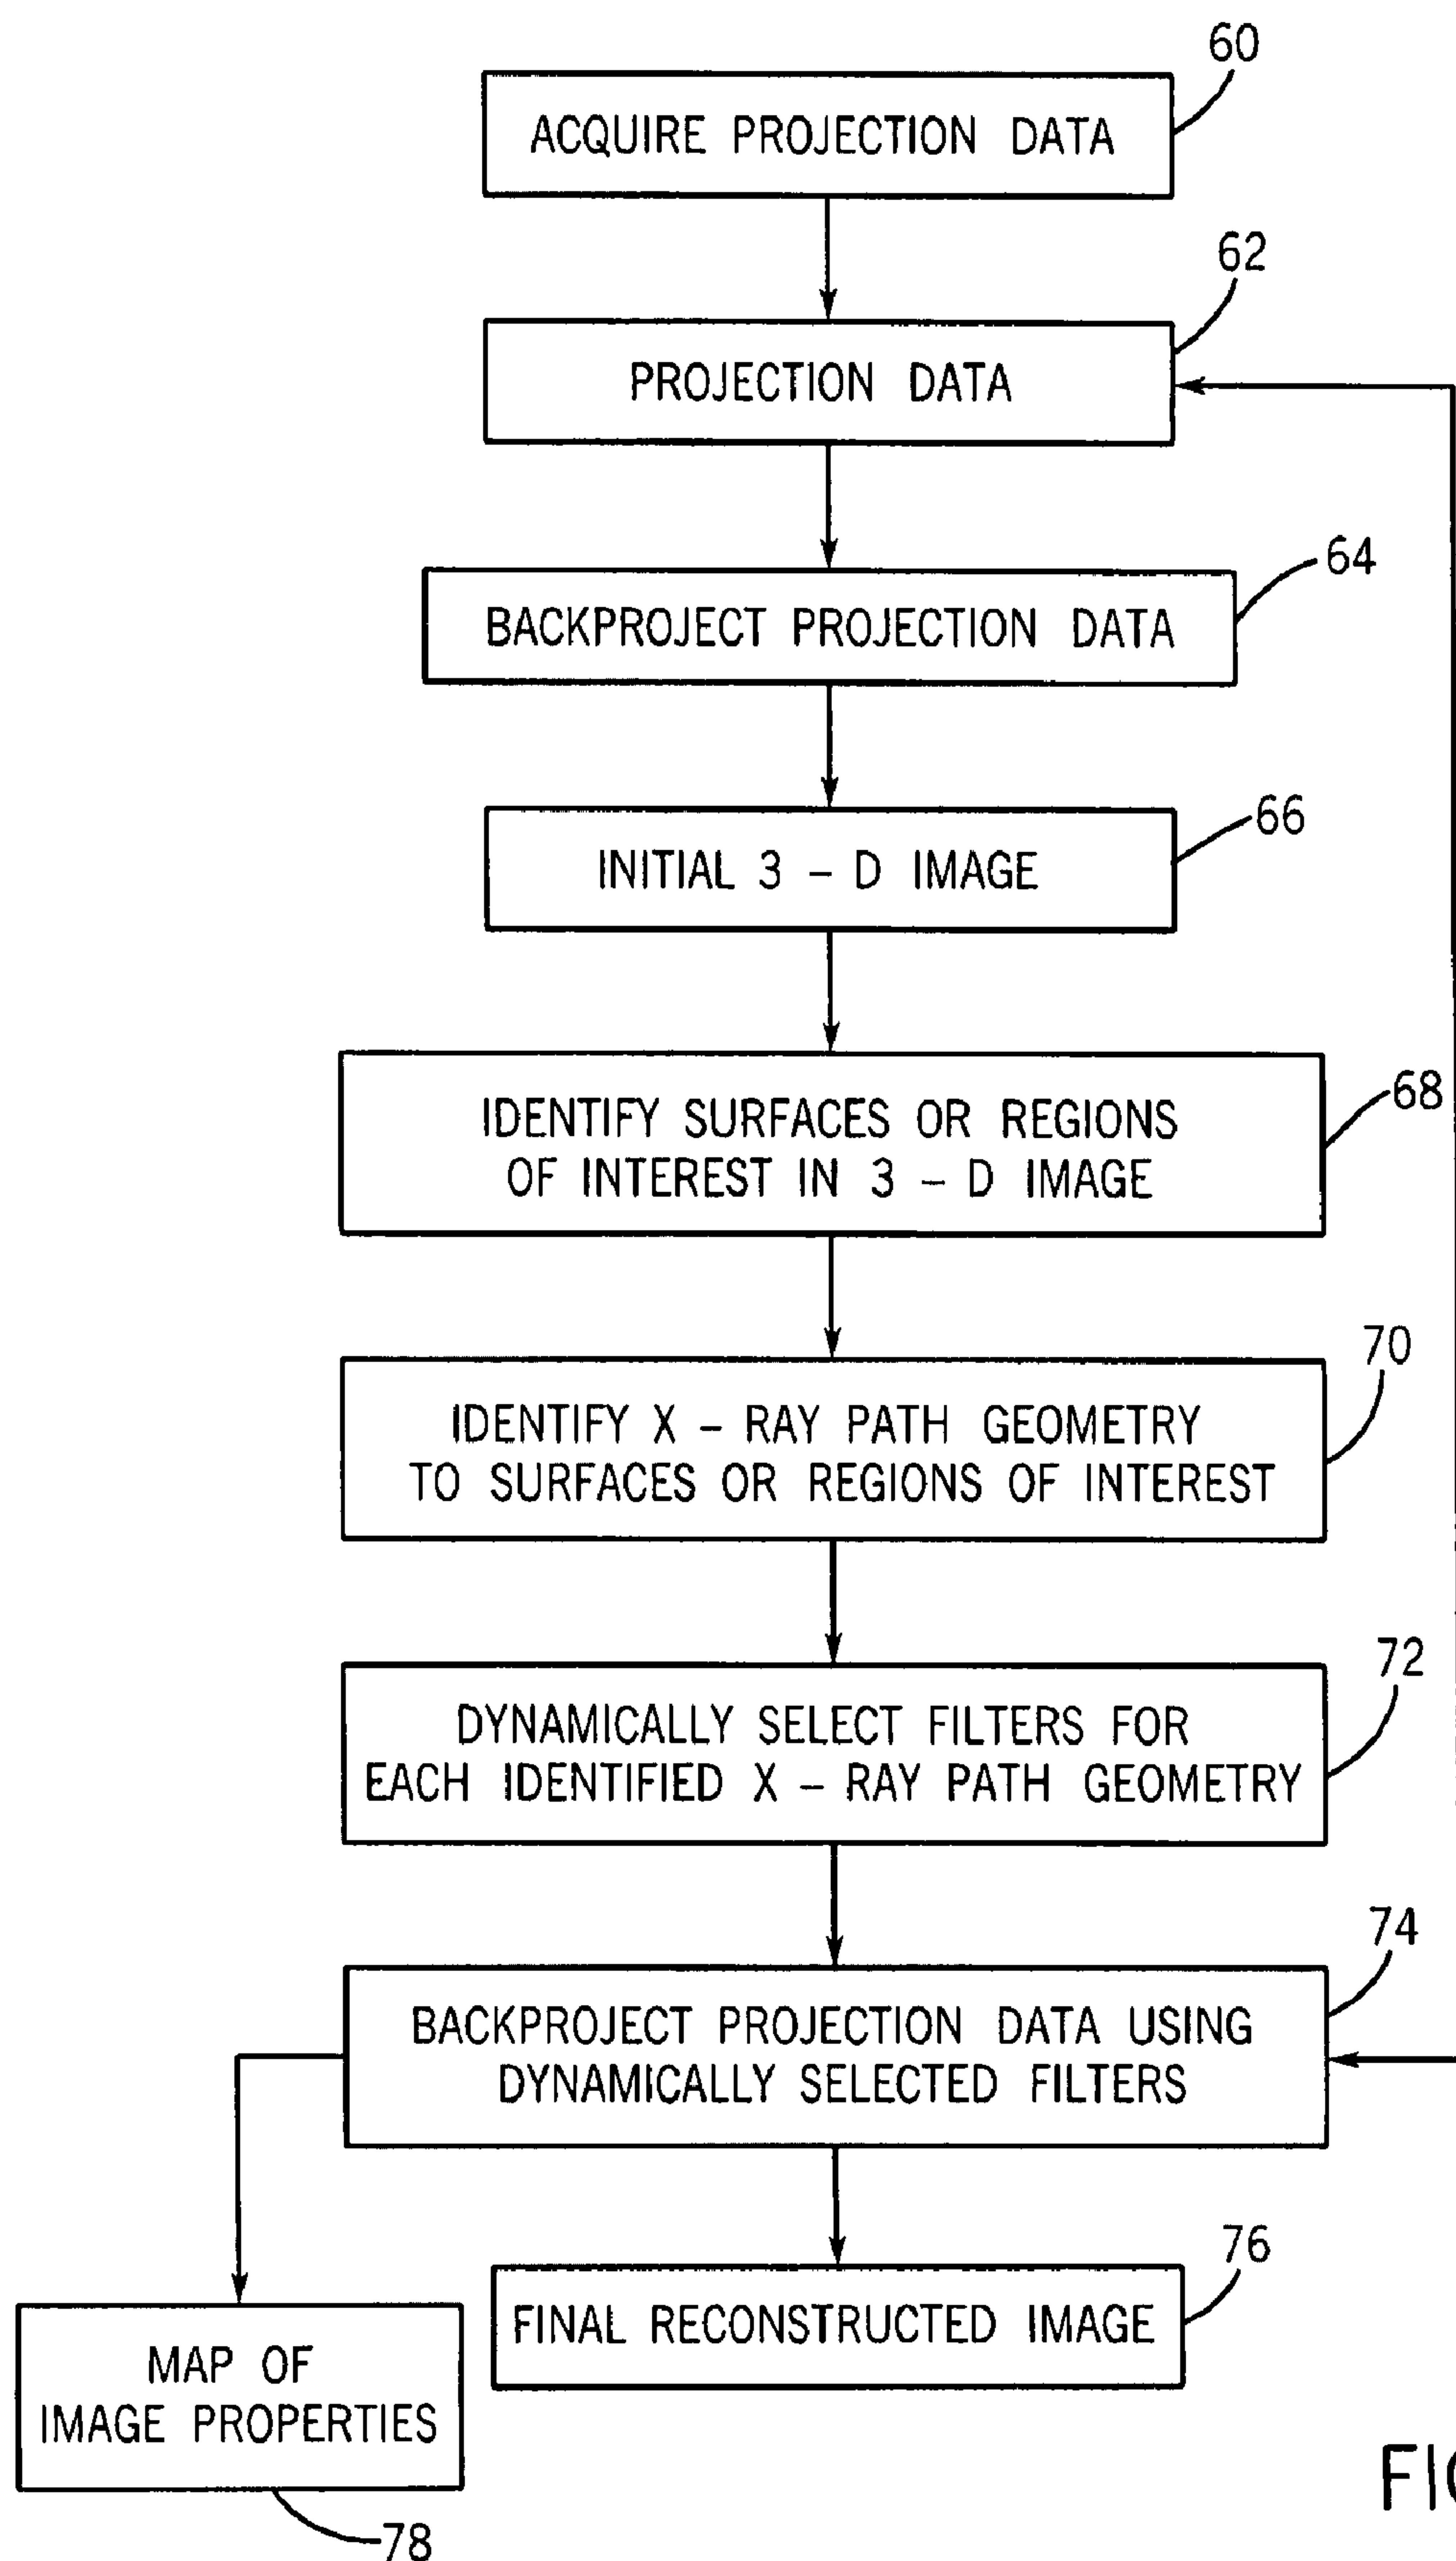 60
ACQUIRE PROJECTION DATA
62
PROJECTION DATA
64
BACKPROJECT PROJECTION DATA
66
INITIAL 3 – D IMAGE
68
IDENTIFY SURFACES OR REGIONS
OF INTEREST IN 3 – D IMAGE
70
IDENTIFY X – RAY PATH GEOMETRY
TO SURFACES OR REGIONS OF INTEREST
72
DYNAMICALLY SELECT FILTERS FOR
EACH IDENTIFIED X – RAY PATH GEOMETRY
74
BACKPROJECT PROJECTION DATA USING
DYNAMICALLY SELECTED FILTERS
76
FINAL RECONSTRUCTED IMAGE
MAP OF
IMAGE PROPERTIES
78